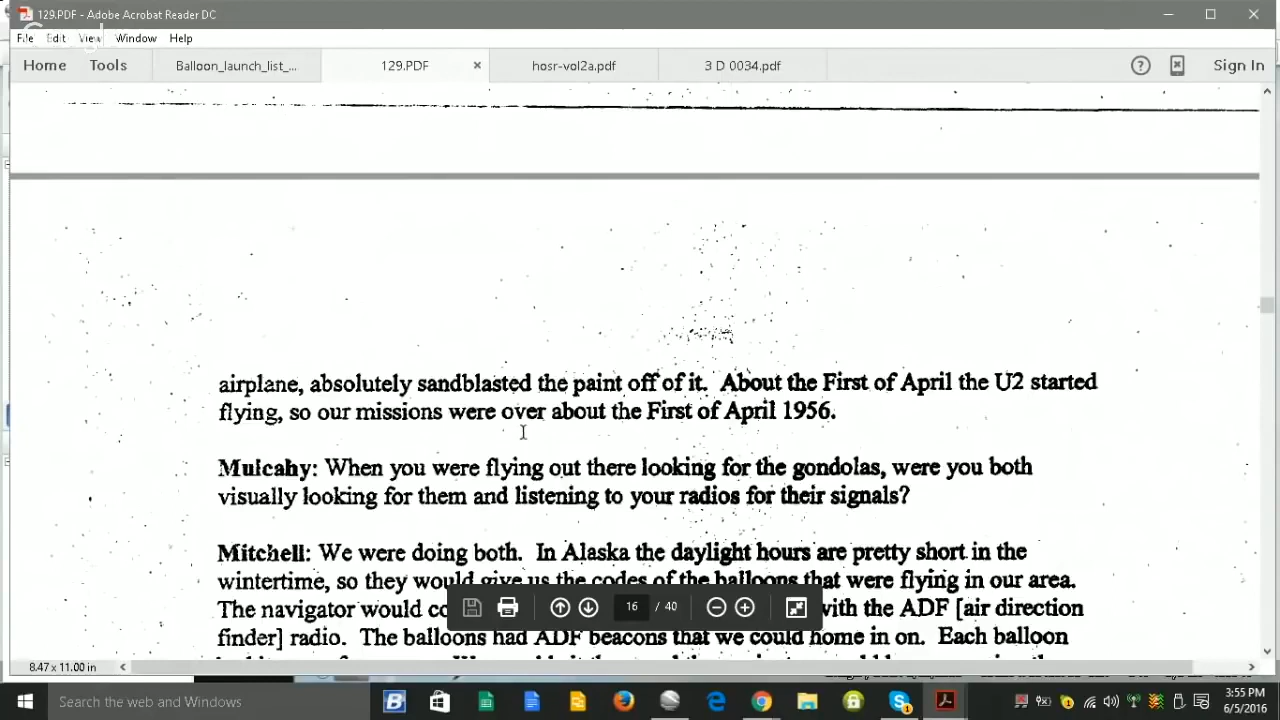 129.PDF - Adobe Acrobat Reader DC
File Edit View Window Help
Home Tools Balloon_launch_list_... 129.PDF × hosr-vol2a.pdf 3 D 0034.pdf ? Sign In
airplane, absolutely sandblasted the paint off of it. About the First of April the U2 started
flying, so our missions were over about the First of April 1956.
Mulcahy: When you were flying out there looking for the gondolas, were you both
visually looking for them and listening to your radios for their signals?
Mitchell: We were doing both. In Alaska the daylight hours are pretty short in the
wintertime, so they would give us the codes of the balloons that were flying in our area.
The navigator would with the ADF [air direction
finder] radio. The balloons had ADF beacons that we could home in on. Each balloon
16 / 40
8.47 x 11.00 in
Search the web and Windows
3:55 PM
6/5/2016